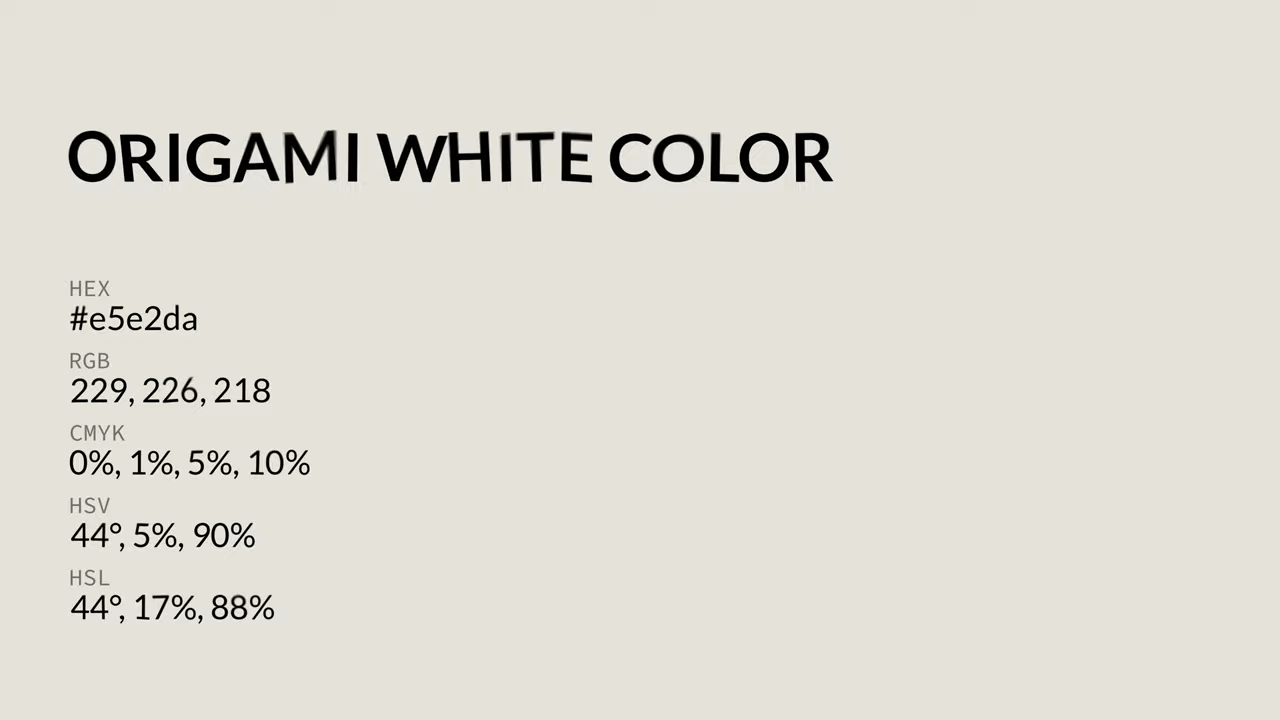 ORIGAMI WHITE COLOR
HEX
#e5e2da
RGB
229, 226, 218
CMYK
0%, 1%, 5%, 10%
HSV
44°, 5%, 90%
HSL
44°, 17%, 88%